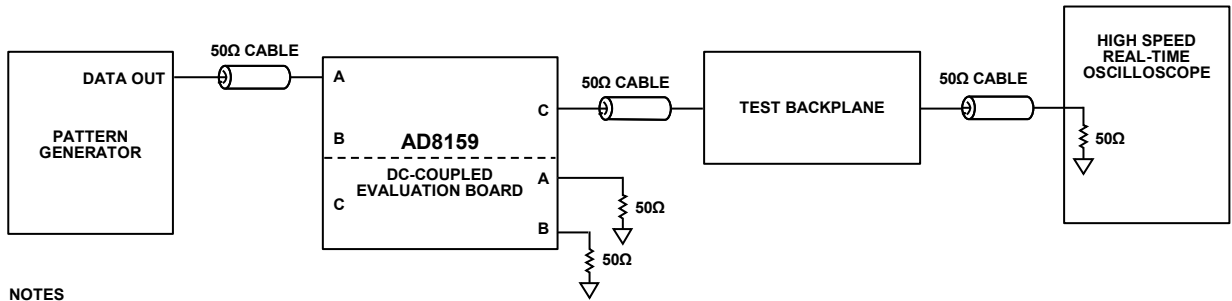 50Ω CABLE
DATA OUT
PATTERN
GENERATOR
A
B
C
AD8159
DC-COUPLED
EVALUATION BOARD
C
A
B
50Ω
50Ω
50Ω CABLE
TEST BACKPLANE
50Ω CABLE
HIGH SPEED
REAL-TIME
OSCILLOSCOPE
50Ω
NOTES